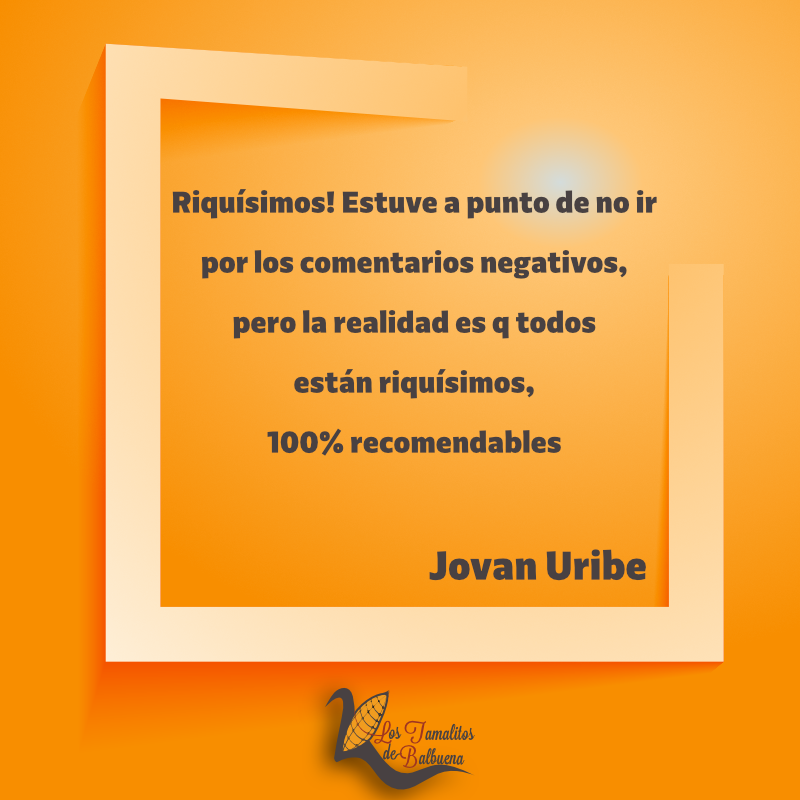 Riquísimos! Estuve a punto de no ir
por los comentarios negativos,
pero la realidad es q todos
están riquísimos,
100% recomendables
Jovan Uribe
Los Tamalitos
de Balbuena